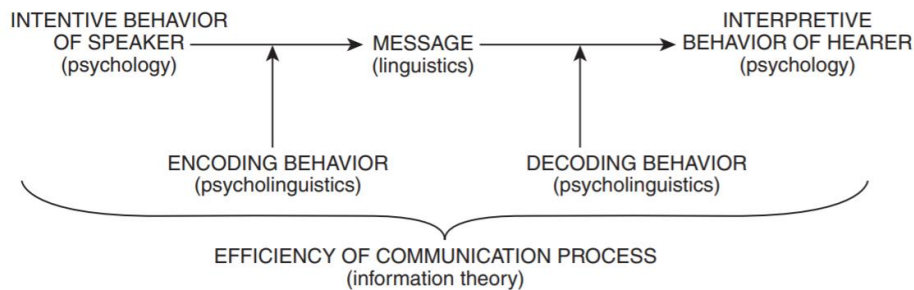 INTENTIVE BEHAVIOR
OF SPEAKER
(psychology)
MESSAGE
(linguistics)
INTERPRETIVE
BEHAVIOR OF HEARER
(psychology)
ENCODING BEHAVIOR
(psycholinguistics)
DECODING BEHAVIOR
(psycholinguistics)
EFFICIENCY OF COMMUNICATION PROCESS
(information theory)